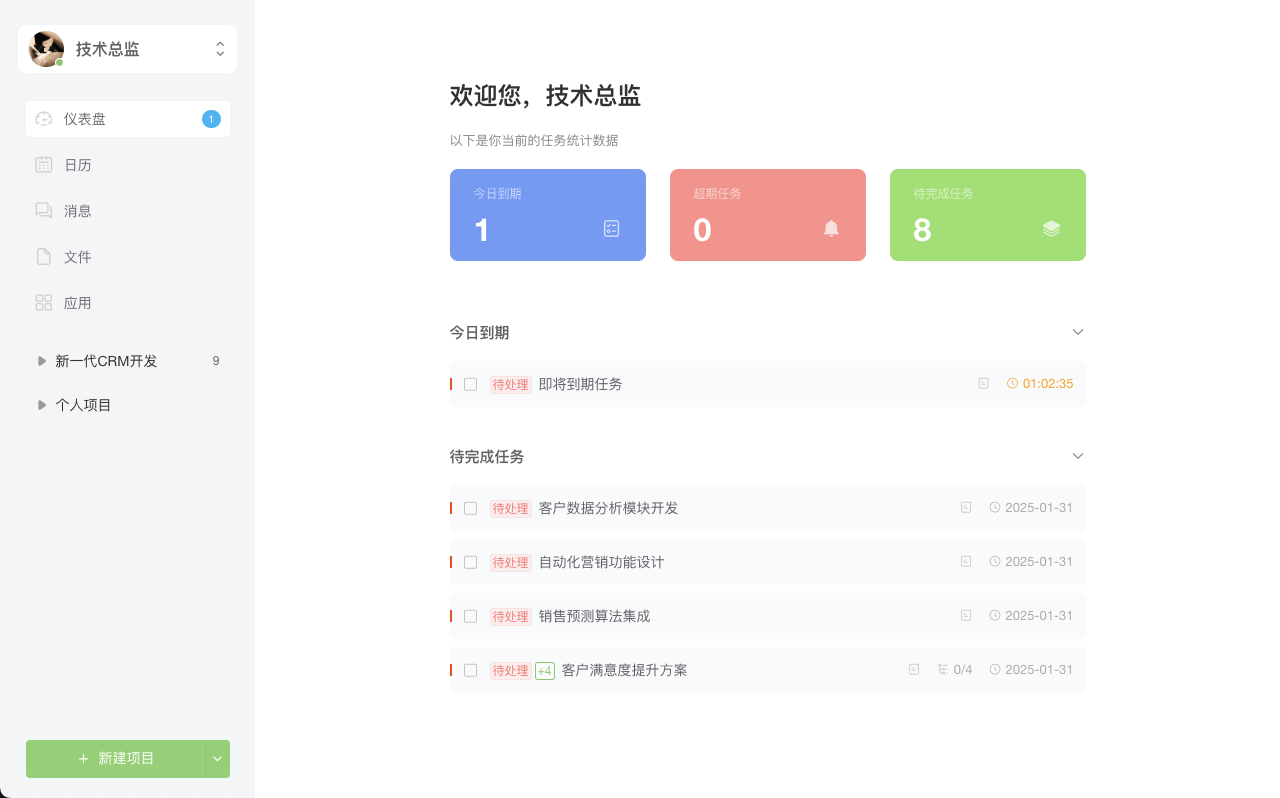 技术总监
仪表盘
1
日历
消息
文件
应用
新一代CRM开发 9
个人项目
+ 新建项目
欢迎您，技术总监
以下是你当前的任务统计数据
今日到期
1
超期任务
0
待完成任务
8
今日到期
待处理 即将到期任务 01:02:35
待完成任务
待处理 客户数据分析模块开发 2025-01-31
待处理 自动化营销功能设计 2025-01-31
待处理 销售预测算法集成 2025-01-31
待处理 +4 客户满意度提升方案 0/4 2025-01-31